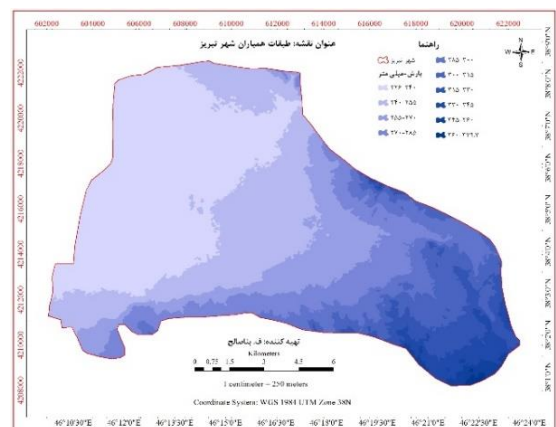 602000 604000 606000 608000 610000 612000 614000 616000 618000 620000 622000
عنوان نقشه: طبقات همباران شهر تبریز
راهنما
N
W E
S
شهر تبریز
بارش-میلی متر
۲۲۶-۲۴۰
۲۴۰-۲۵۵
۲۵۵-۲۷۰
۲۷۰-۲۸۵
۲۸۵-۳۰۰
۳۰۰-۳۱۵
۳۱۵-۳۳۰
۳۳۰-۳۴۵
۳۴۵-۳۶۰
4222000
4220000
4218000
4216000
4214000
4212000
4210000
4208000
تهیه کننده: ف. بناسالح
Kilometers
0 0.75 1.5 3 4.5 6
1 centimeter = 250 meters
Coordinate System: WGS 1984 UTM Zone 38N
46°10'30"E 46°12'0"E 46°13'30"E 46°15'0"E 46°16'30"E 46°18'0"E 46°19'30"E 46°21'0"E 46°22'30"E 46°24'0"E